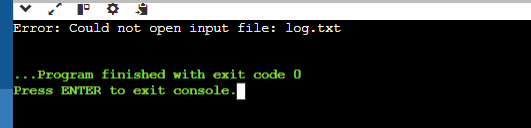 Error: Could not open input file: log.txt
...Program finished with exit code 0
Press ENTER to exit console.